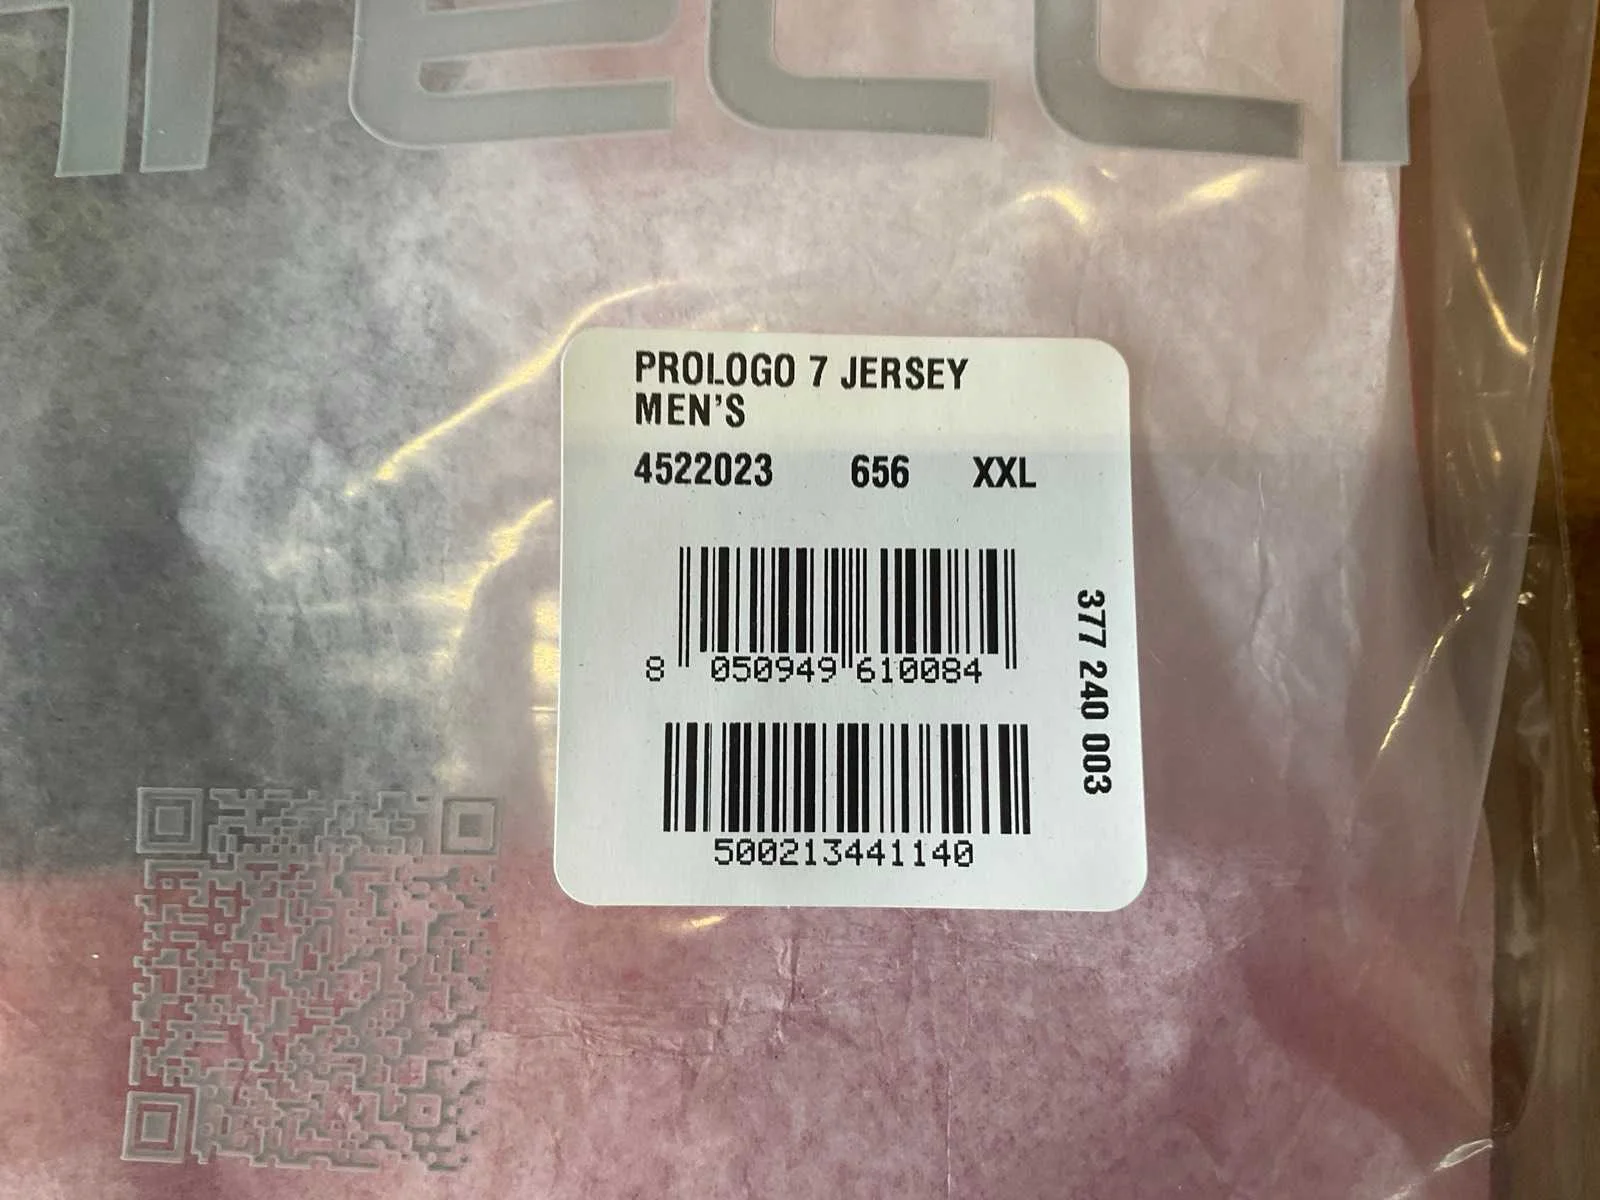 PROLOGO 7 JERSEY
MEN'S
4522023 656 XXL
8 050949 610084
377 240 003
500213441140